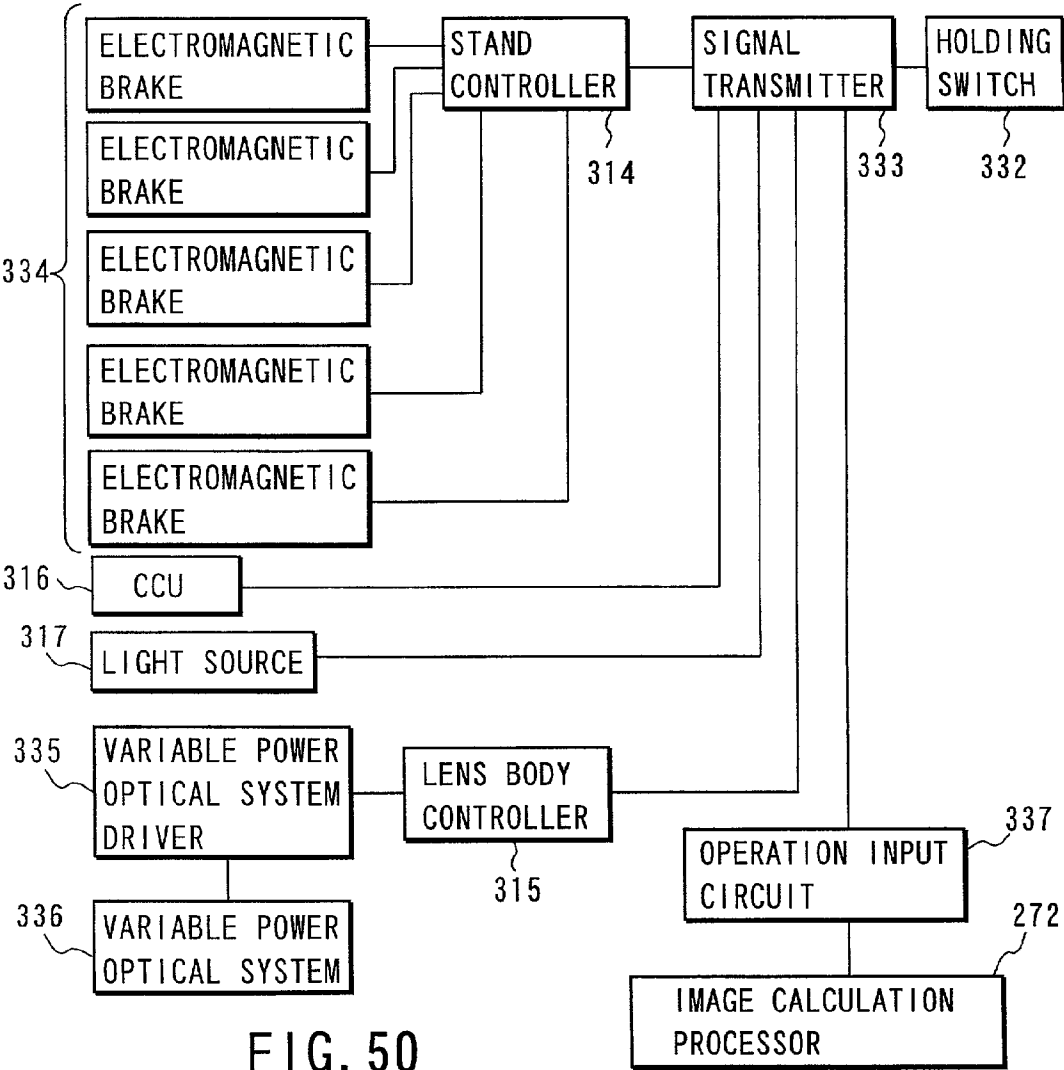 ELECTROMAGNETIC
BRAKE
STAND
CONTROLLER
SIGNAL
TRANSMITTER
HOLDING
SWITCH
314
333
332
ELECTROMAGNETIC
BRAKE
334
ELECTROMAGNETIC
BRAKE
ELECTROMAGNETIC
BRAKE
ELECTROMAGNETIC
BRAKE
316
CCU
317
LIGHT SOURCE
335
VARIABLE POWER
OPTICAL SYSTEM
DRIVER
LENS BODY
CONTROLLER
315
337
OPERATION INPUT
CIRCUIT
336
VARIABLE POWER
OPTICAL SYSTEM
272
IMAGE CALCULATION
PROCESSOR
FIG. 50